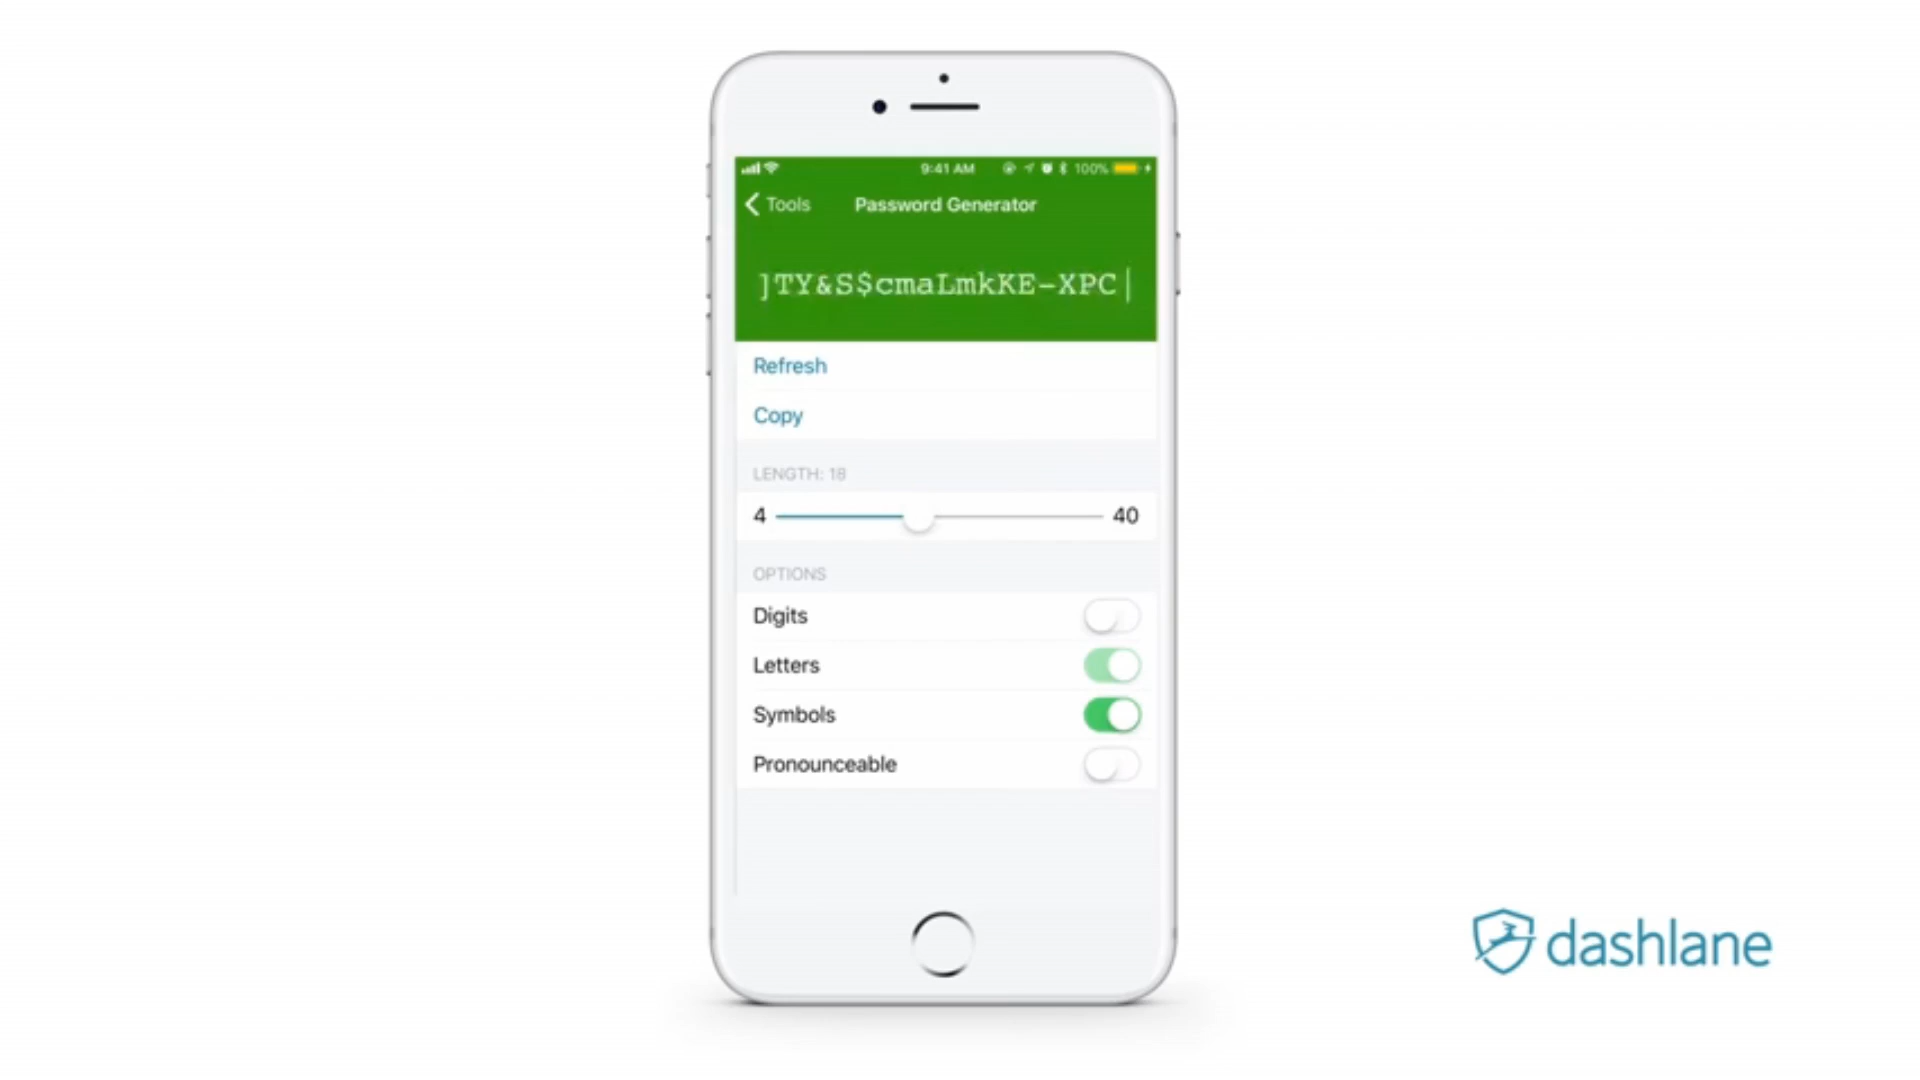 9:41 AM 100%
Tools Password Generator
]TY&S$cmaLmkKE-XPC|
Refresh
Copy
LENGTH: 18
4 40
OPTIONS
Digits
Letters
Symbols
Pronounceable
dashlane